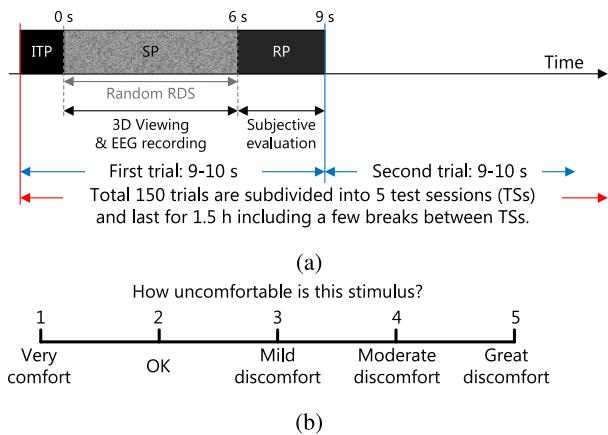 0 s 6 s 9 s
ITP SP RP
Time
Random RDS
3D Viewing Subjective
& EEG recording evaluation
First trial: 9-10 s Second trial: 9-10 s
Total 150 trials are subdivided into 5 test sessions (TSs)
and last for 1.5 h including a few breaks between TSs.
(a)
How uncomfortable is this stimulus?
1 2 3 4 5
Very OK Mild Moderate Great
comfort discomfort discomfort discomfort
(b)